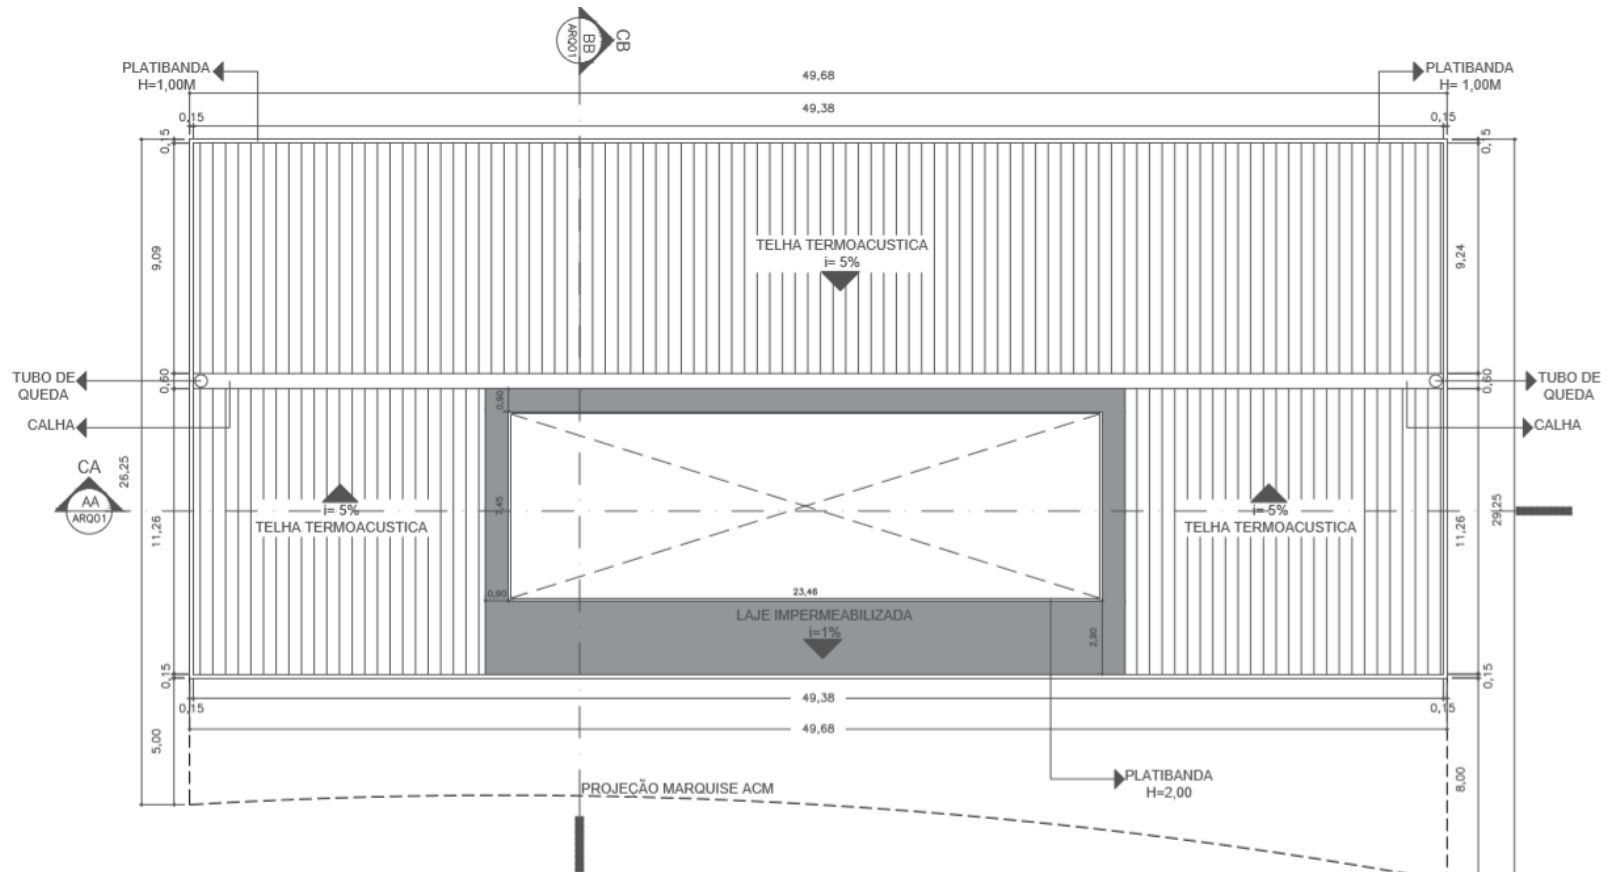 BB
ARQ01
CB
PLATIBANDA
H=1,00M
PLATIBANDA
H= 1,00M
49,68
49,38
0,15
0,15
0,15
0,15
9,09
9,24
TELHA TERMOACUSTICA
i= 5%
TUBO DE
QUEDA
0,60
0,60
TUBO DE
QUEDA
CALHA
CALHA
0,90
CA
AA
ARQ01
26,25
11,26
i= 5%
TELHA TERMOACUSTICA
7,45
i=5%
TELHA TERMOACUSTICA
11,26
29,25
0,90
23,46
LAJE IMPERMEABILIZADA
i=1%
2,90
0,15
0,15
49,38
0,15
0,15
49,68
5,00
8,00
PROJEÇÃO MARQUISE ACM
PLATIBANDA
H=2,00